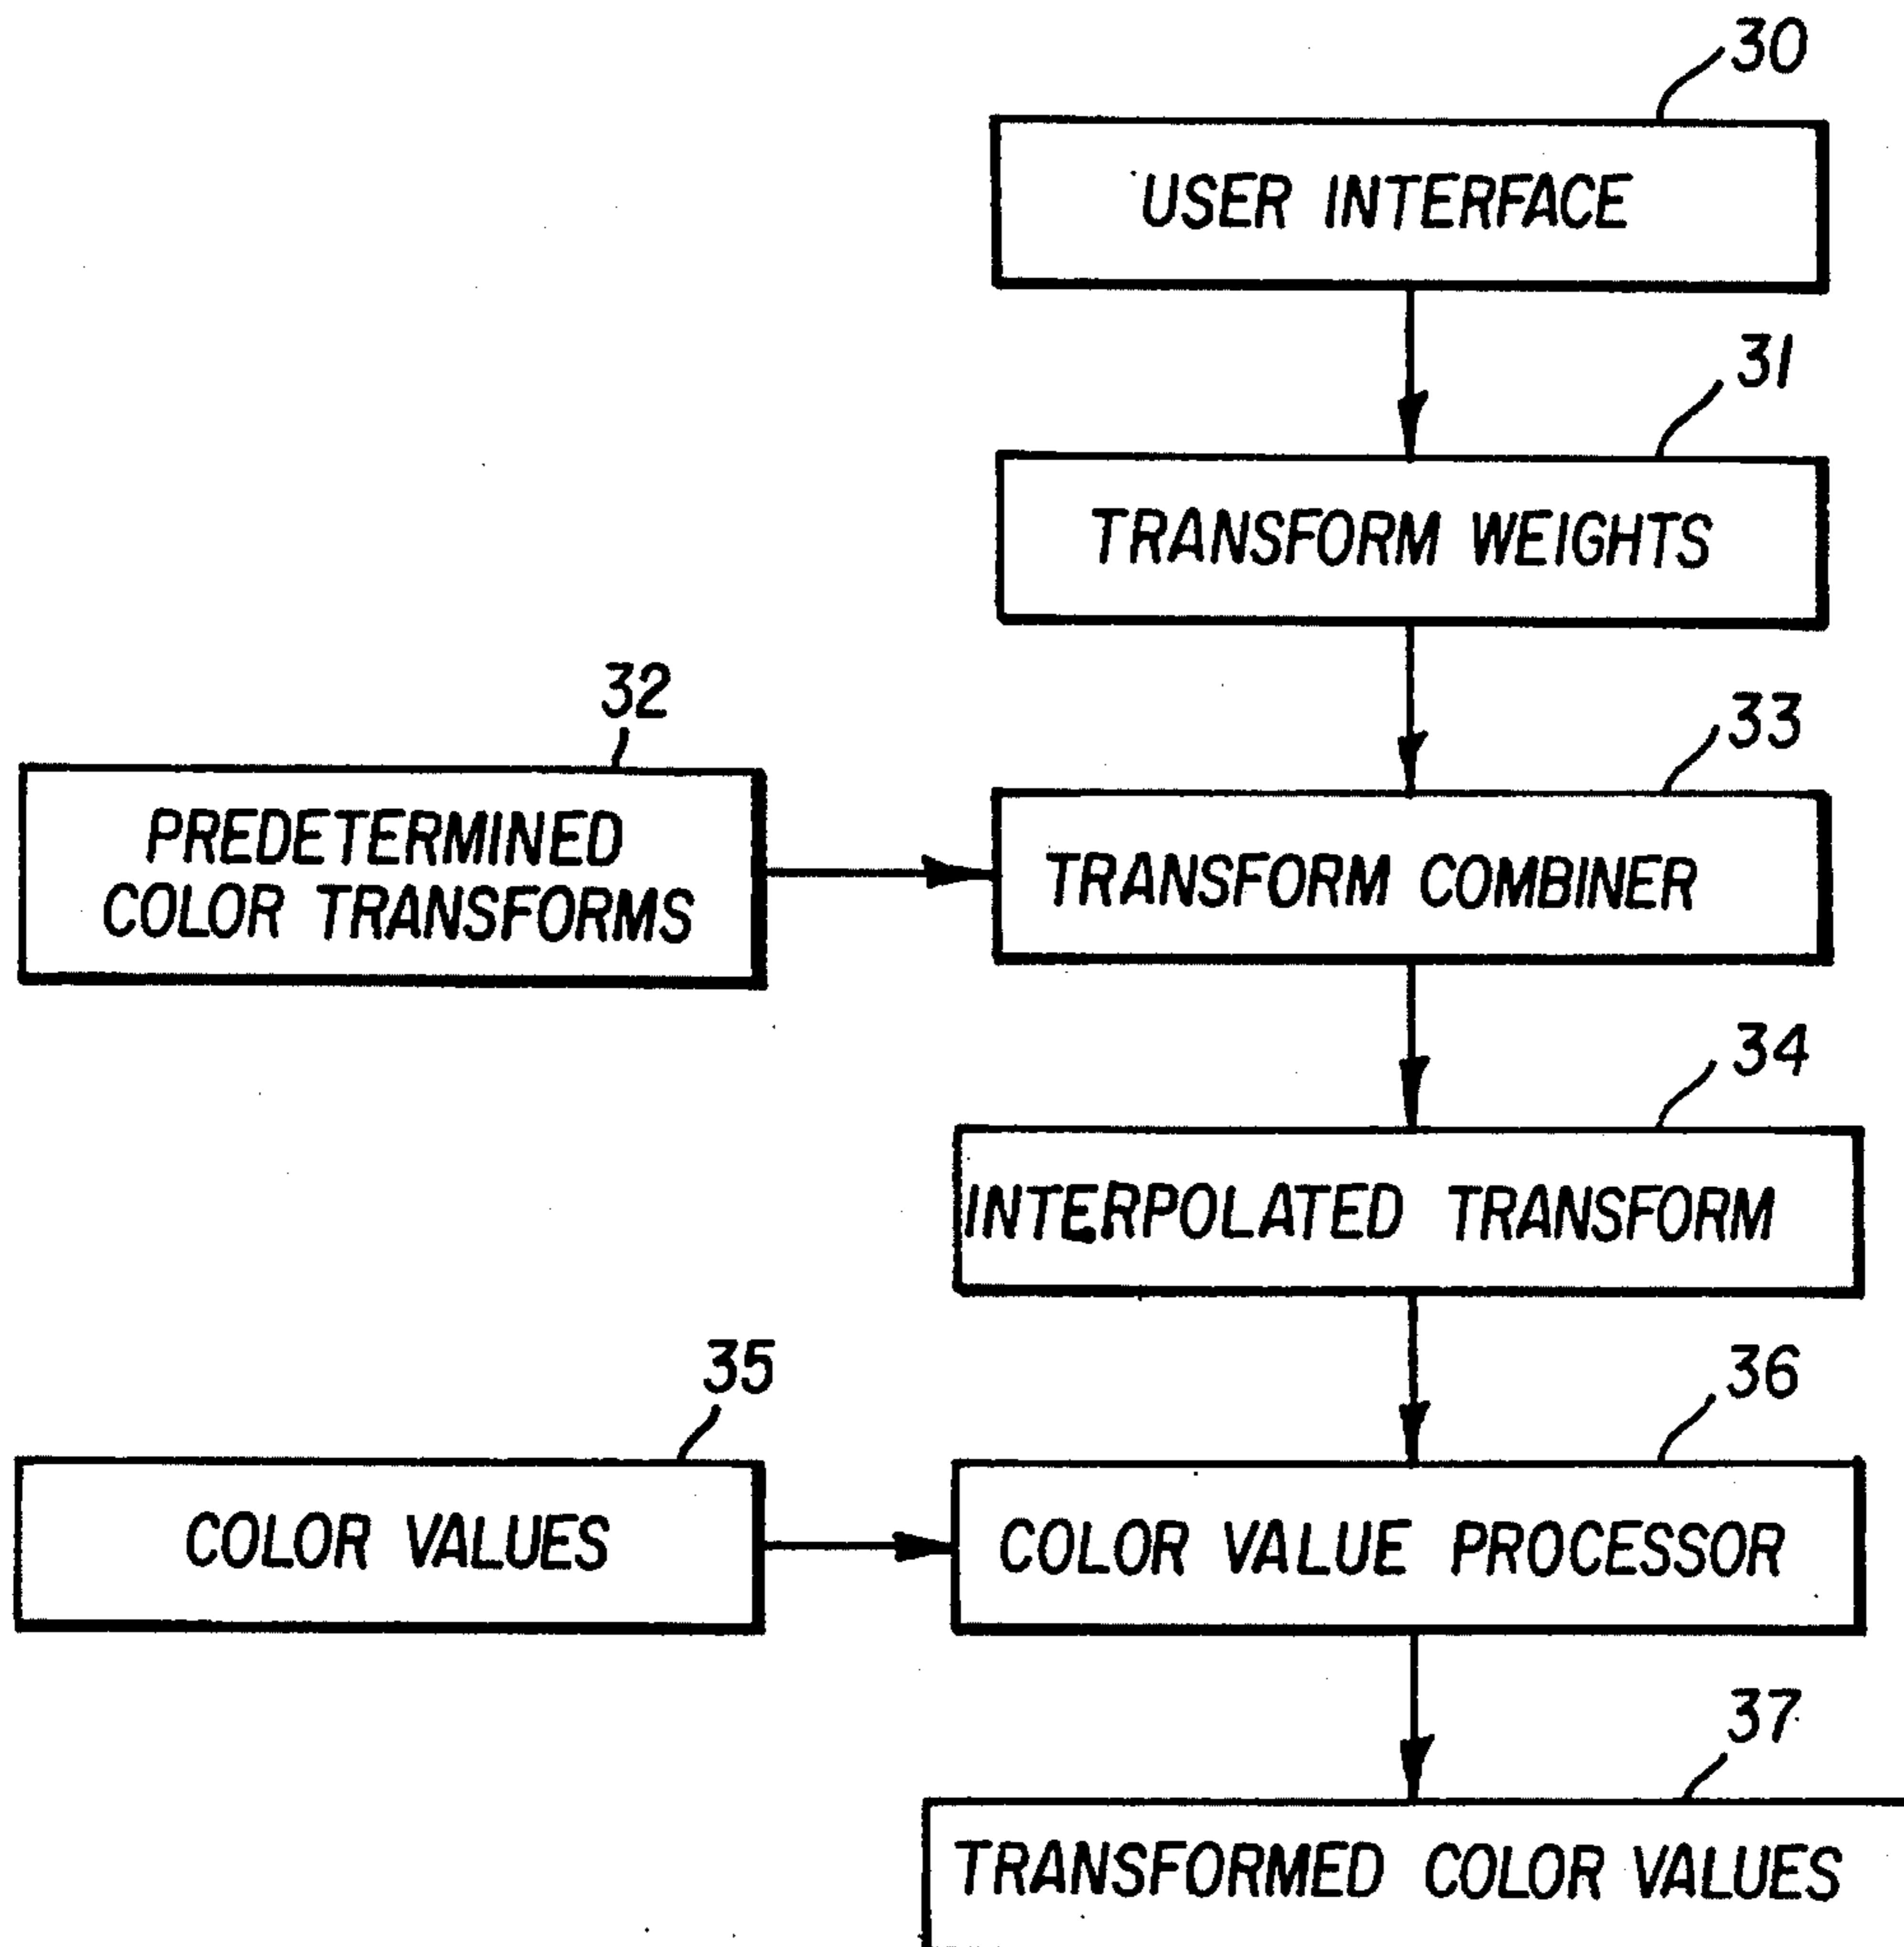 30
USER INTERFACE
31
TRANSFORM WEIGHTS
32
PREDETERMINED
COLOR TRANSFORMS
33
TRANSFORM COMBINER
34
INTERPOLATED TRANSFORM
35
COLOR VALUES
36
COLOR VALUE PROCESSOR
37
TRANSFORMED COLOR VALUES